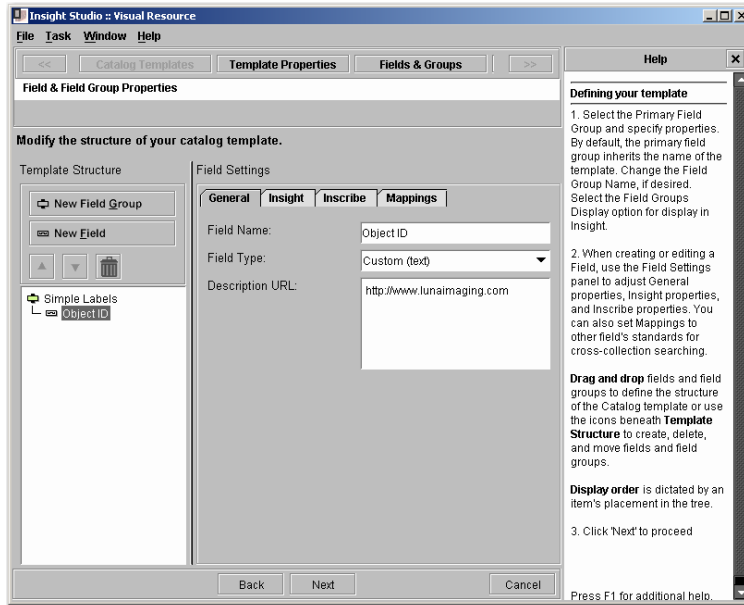 Insight Studio :: Visual Resource
File Task Window Help
<< Catalog Templates Template Properties Fields & Groups >>
Field & Field Group Properties
Modify the structure of your catalog template.
Template Structure
New Field Group
New Field
Simple Labels
Object ID
Field Settings
General Insight Inscribe Mappings
Field Name: Object ID
Field Type: Custom (text)
Description URL: http://www.lunaimaging.com
Back Next Cancel
Help
Defining your template
1. Select the Primary Field
Group and specify properties.
By default, the primary field
group inherits the name of the
template. Change the Field
Group Name, if desired.
Select the Field Groups
Display option for display in
Insight.
2. When creating or editing a
Field, use the Field Settings
panel to adjust General
properties, Insight properties,
and Inscribe properties. You
can also set Mappings to
other field's standards for
cross-collection searching.
Drag and drop fields and field
groups to define the structure
of the Catalog template or use
the icons beneath Template
Structure to create, delete,
and move fields and field
groups.
Display order is dictated by an
item's placement in the tree.
3. Click 'Next' to proceed
Press F1 for additional help.